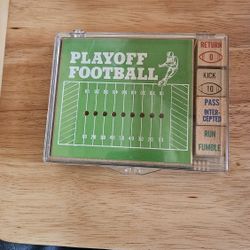 PLAYOFF
FOOTBALL
RETURN
0
KICK
10
PASS
INTER-
CEPTED
RUN
FUMBLE